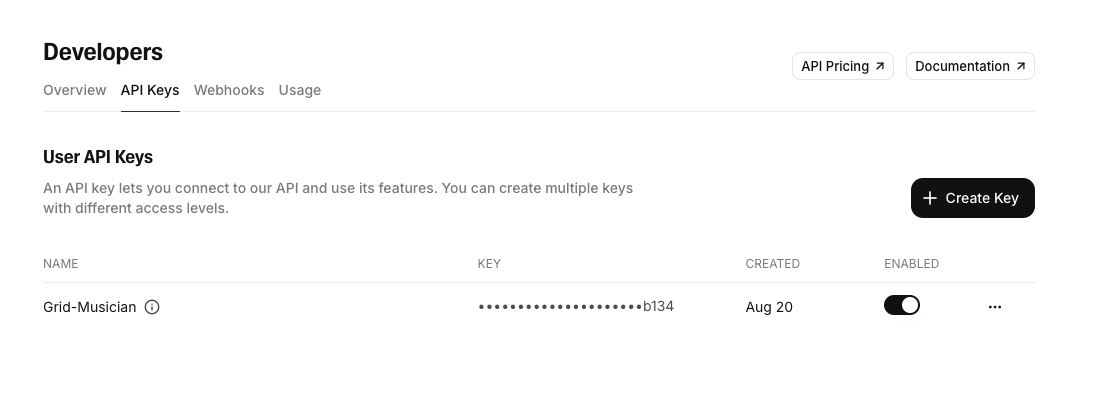 Developers
API Pricing
Documentation
Overview API Keys Webhooks Usage
User API Keys
An API key lets you connect to our API and use its features. You can create multiple keys
with different access levels.
+ Create Key
NAME KEY CREATED ENABLED
Grid-Musician ••••••••••••••••••••b134 Aug 20